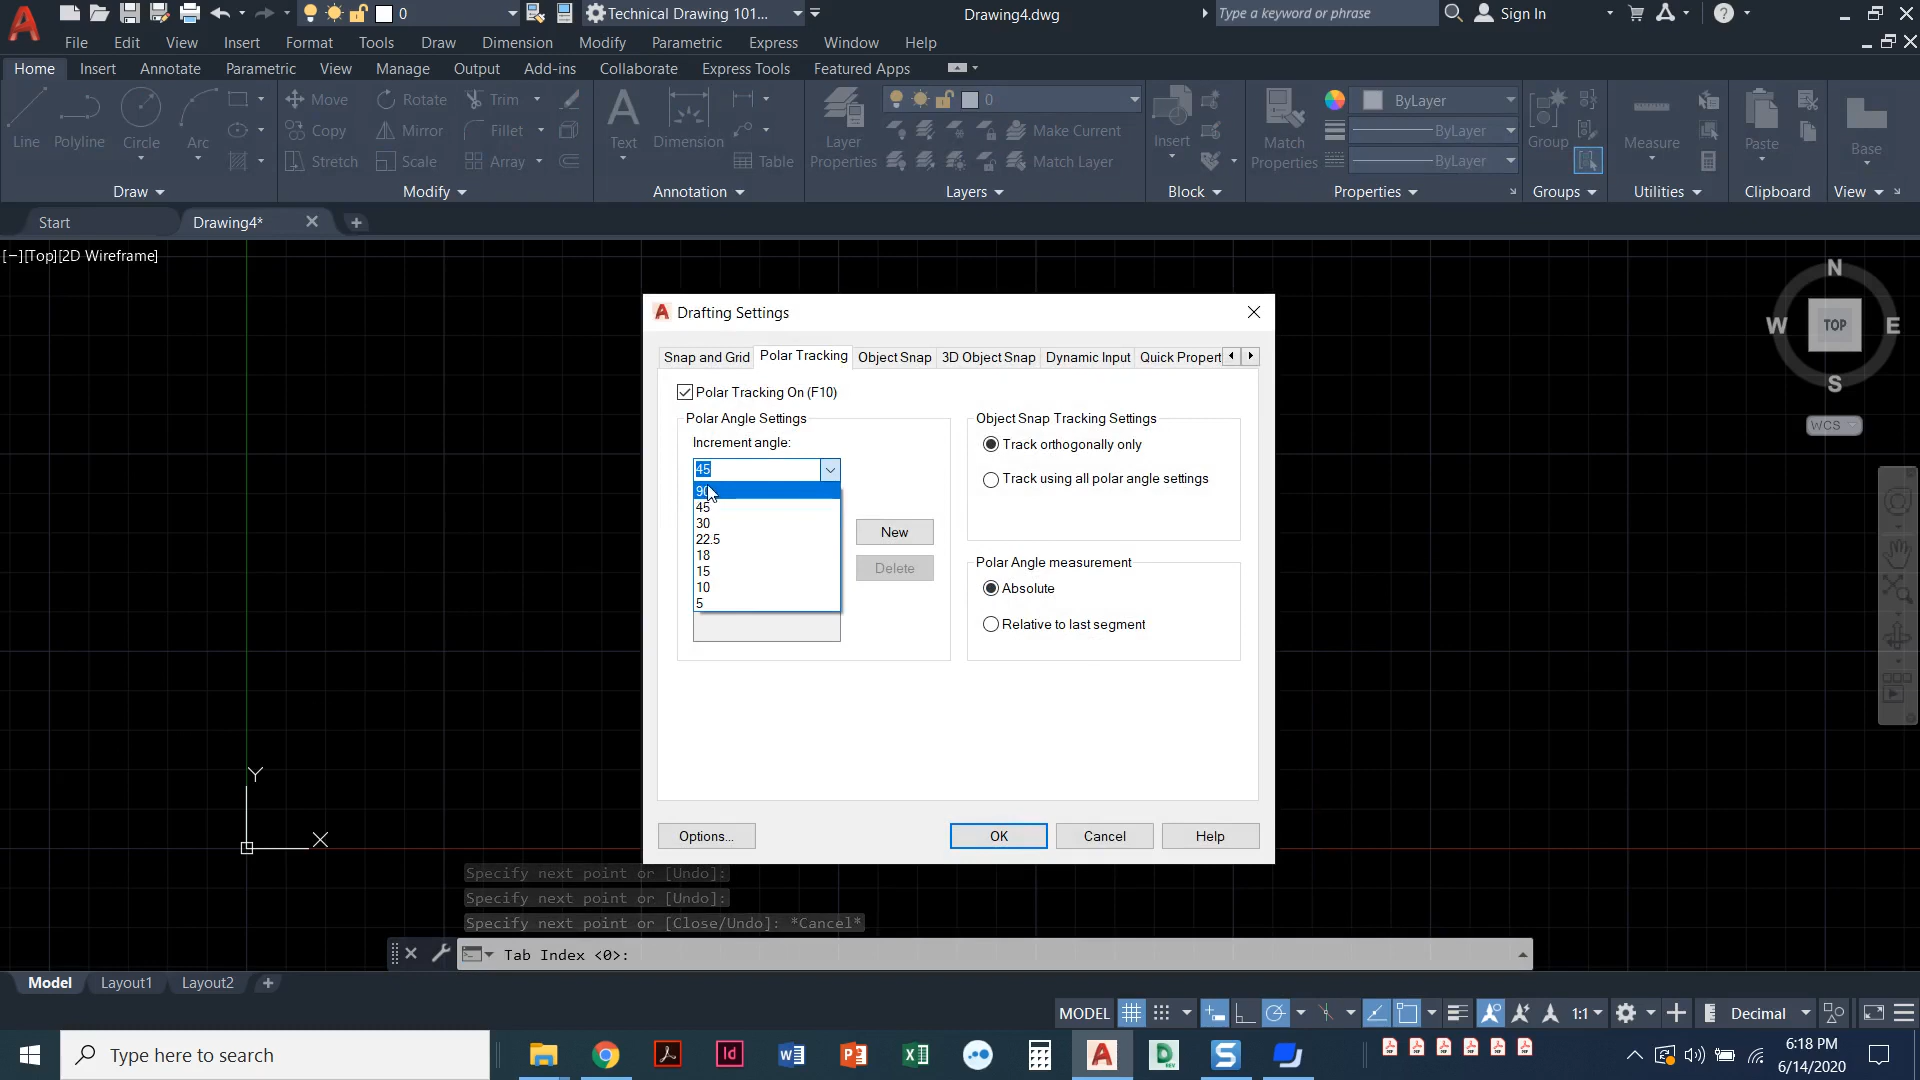 0
Technical Drawing 101...
Drawing4.dwg
Type a keyword or phrase
Sign In
File Edit View Insert Format Tools Draw Dimension Modify Parametric Express Window Help
Home Insert Annotate Parametric View Manage Output Add-ins Collaborate Express Tools Featured Apps
Line
Polyline
Circle
Arc
Draw
Move
Rotate
Trim
Copy
Mirror
Fillet
Stretch
Scale
Array
Modify
Text
Dimension
Table
Annotation
Layer
Properties
0
Make Current
Match Layer
Layers
Insert
Block
Match
Properties
ByLayer
ByLayer
ByLayer
Properties
Group
Groups
Measure
Utilities
Paste
Clipboard
Base
View
Start
Drawing4*
[−][Top][2D Wireframe]
N
W
TOP
E
S
WCS
Drafting Settings
Snap and Grid
Polar Tracking
Object Snap
3D Object Snap
Dynamic Input
Quick Propert
Polar Tracking On (F10)
Polar Angle Settings
Increment angle:
45
90
45
30
22.5
18
15
10
5
New
Delete
Object Snap Tracking Settings
Track orthogonally only
Track using all polar angle settings
Polar Angle measurement
Absolute
Relative to last segment
Options...
OK
Cancel
Help
Y
X
Specify next point or [Undo]:
Specify next point or [Undo]:
Specify next point or [Close/Undo]: *Cancel*
Tab Index <0>:
Model
Layout1
Layout2
MODEL
1:1
Decimal
Type here to search
6:18 PM
6/14/2020